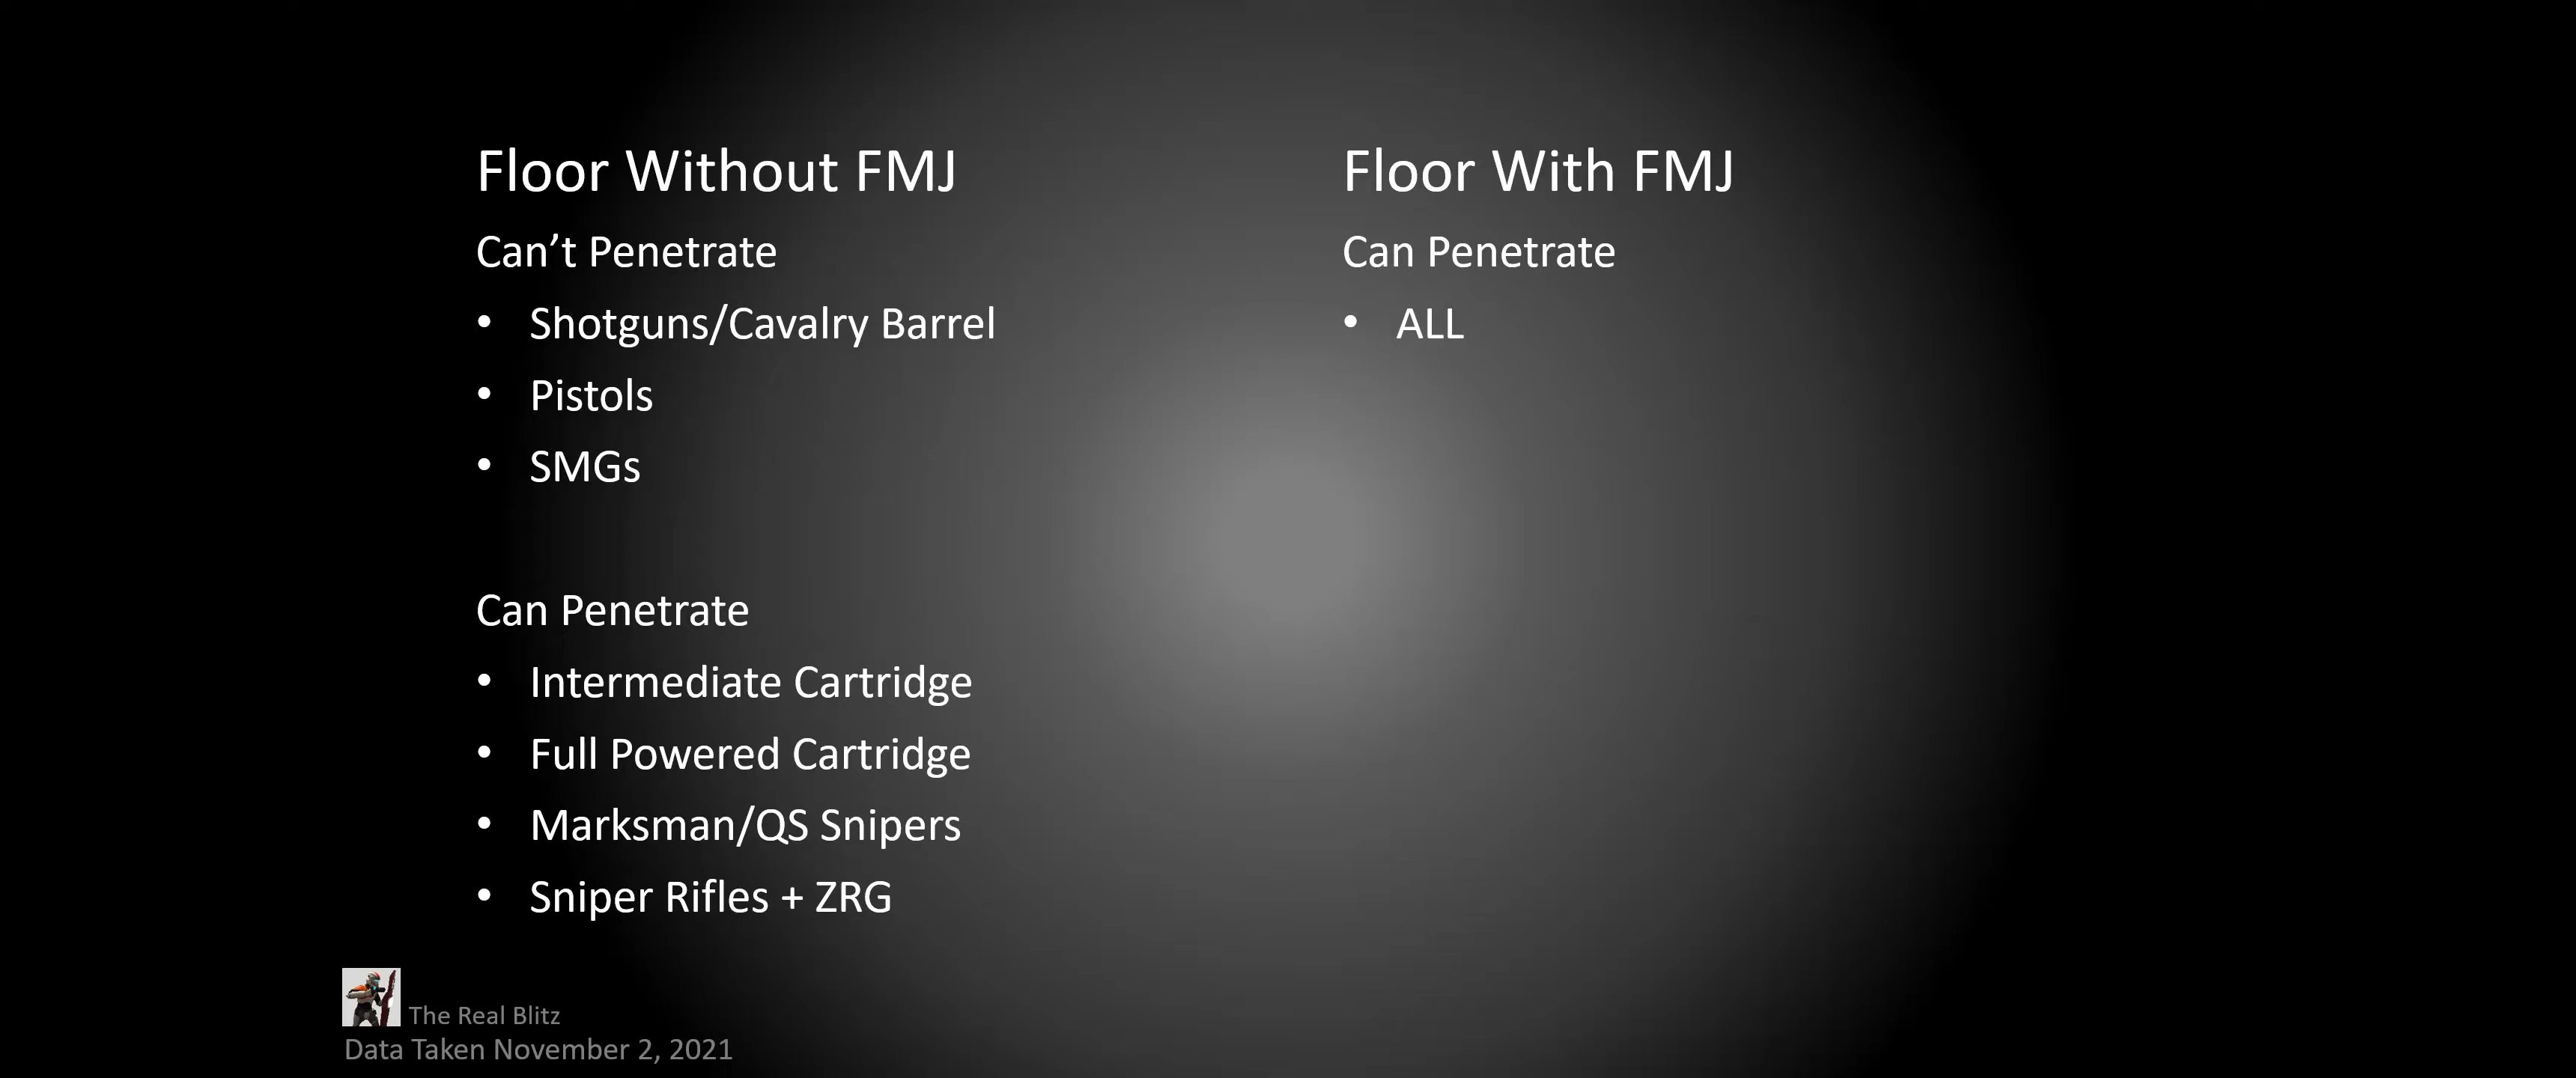 Floor Without FMJ
Can’t Penetrate
• Shotguns/Cavalry Barrel
• Pistols
• SMGs
Can Penetrate
• Intermediate Cartridge
• Full Powered Cartridge
• Marksman/QS Snipers
• Sniper Rifles + ZRG
Floor With FMJ
Can Penetrate
• ALL
The Real Blitz
Data Taken November 2, 2021